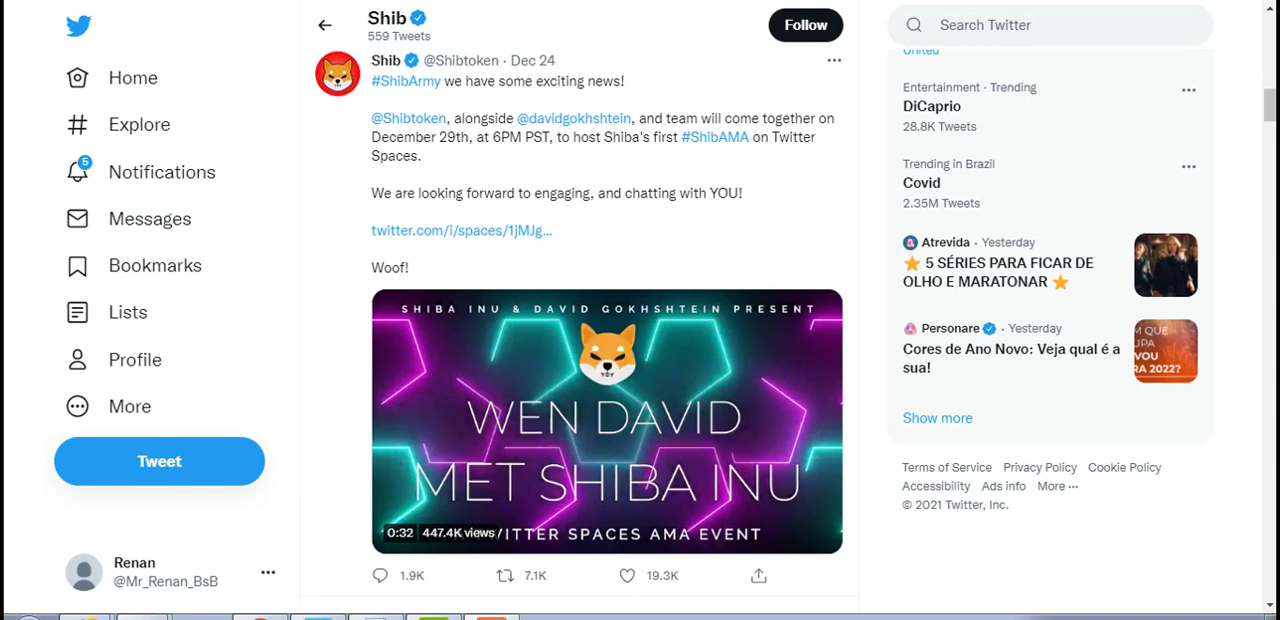 Shib
559 Tweets
Follow
Search Twitter
Home
Explore
5
Notifications
Messages
Bookmarks
Lists
Profile
More
Tweet
Renan
@Mr_Renan_BsB
Shib @Shibtoken · Dec 24
#ShibArmy we have some exciting news!
@Shibtoken, alongside @davidgokhshtein, and team will come together on
December 29th, at 6PM PST, to host Shiba's first #ShibAMA on Twitter
Spaces.
We are looking forward to engaging, and chatting with YOU!
twitter.com/i/spaces/1jMJg...
Woof!
SHIBA INU & DAVID GOKHSHTEIN PRESENT
WEN DAVID
MET SHIBA INU
0:32 447.4K views
ITTER SPACES AMA EVENT
1.9K 7.1K 19.3K
United
Entertainment · Trending
DiCaprio
28.8K Tweets
Trending in Brazil
Covid
2.35M Tweets
Atrevida · Yesterday
5 SÉRIES PARA FICAR DE
OLHO E MARATONAR
Personare · Yesterday
Cores de Ano Novo: Veja qual é a
sua!
M QUE
UPA
VOU
RA 2022?
Show more
Terms of Service Privacy Policy Cookie Policy
Accessibility Ads info More ···
© 2021 Twitter, Inc.